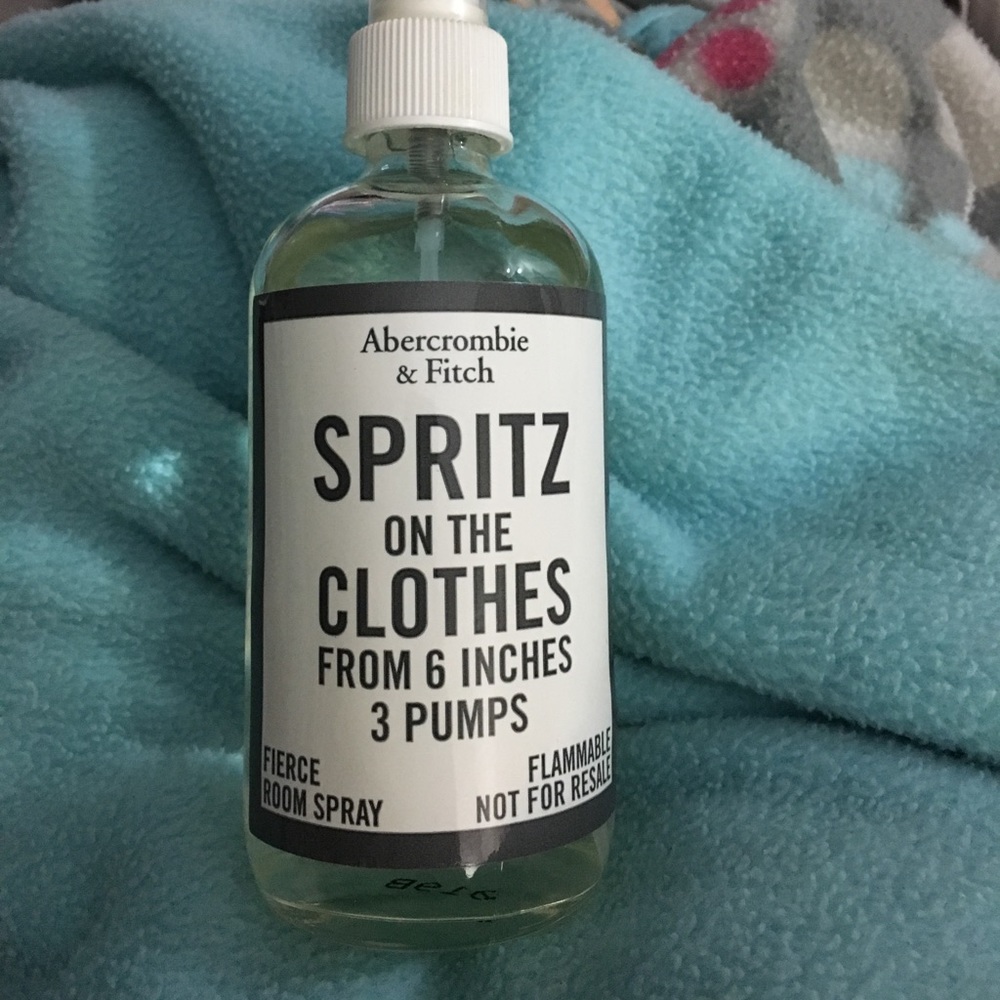 Abercrombie
& Fitch
SPRITZ
ON THE
CLOTHES
FROM 6 INCHES
3 PUMPS
FIERCE
ROOM SPRAY
FLAMMABLE
NOT FOR RESALE